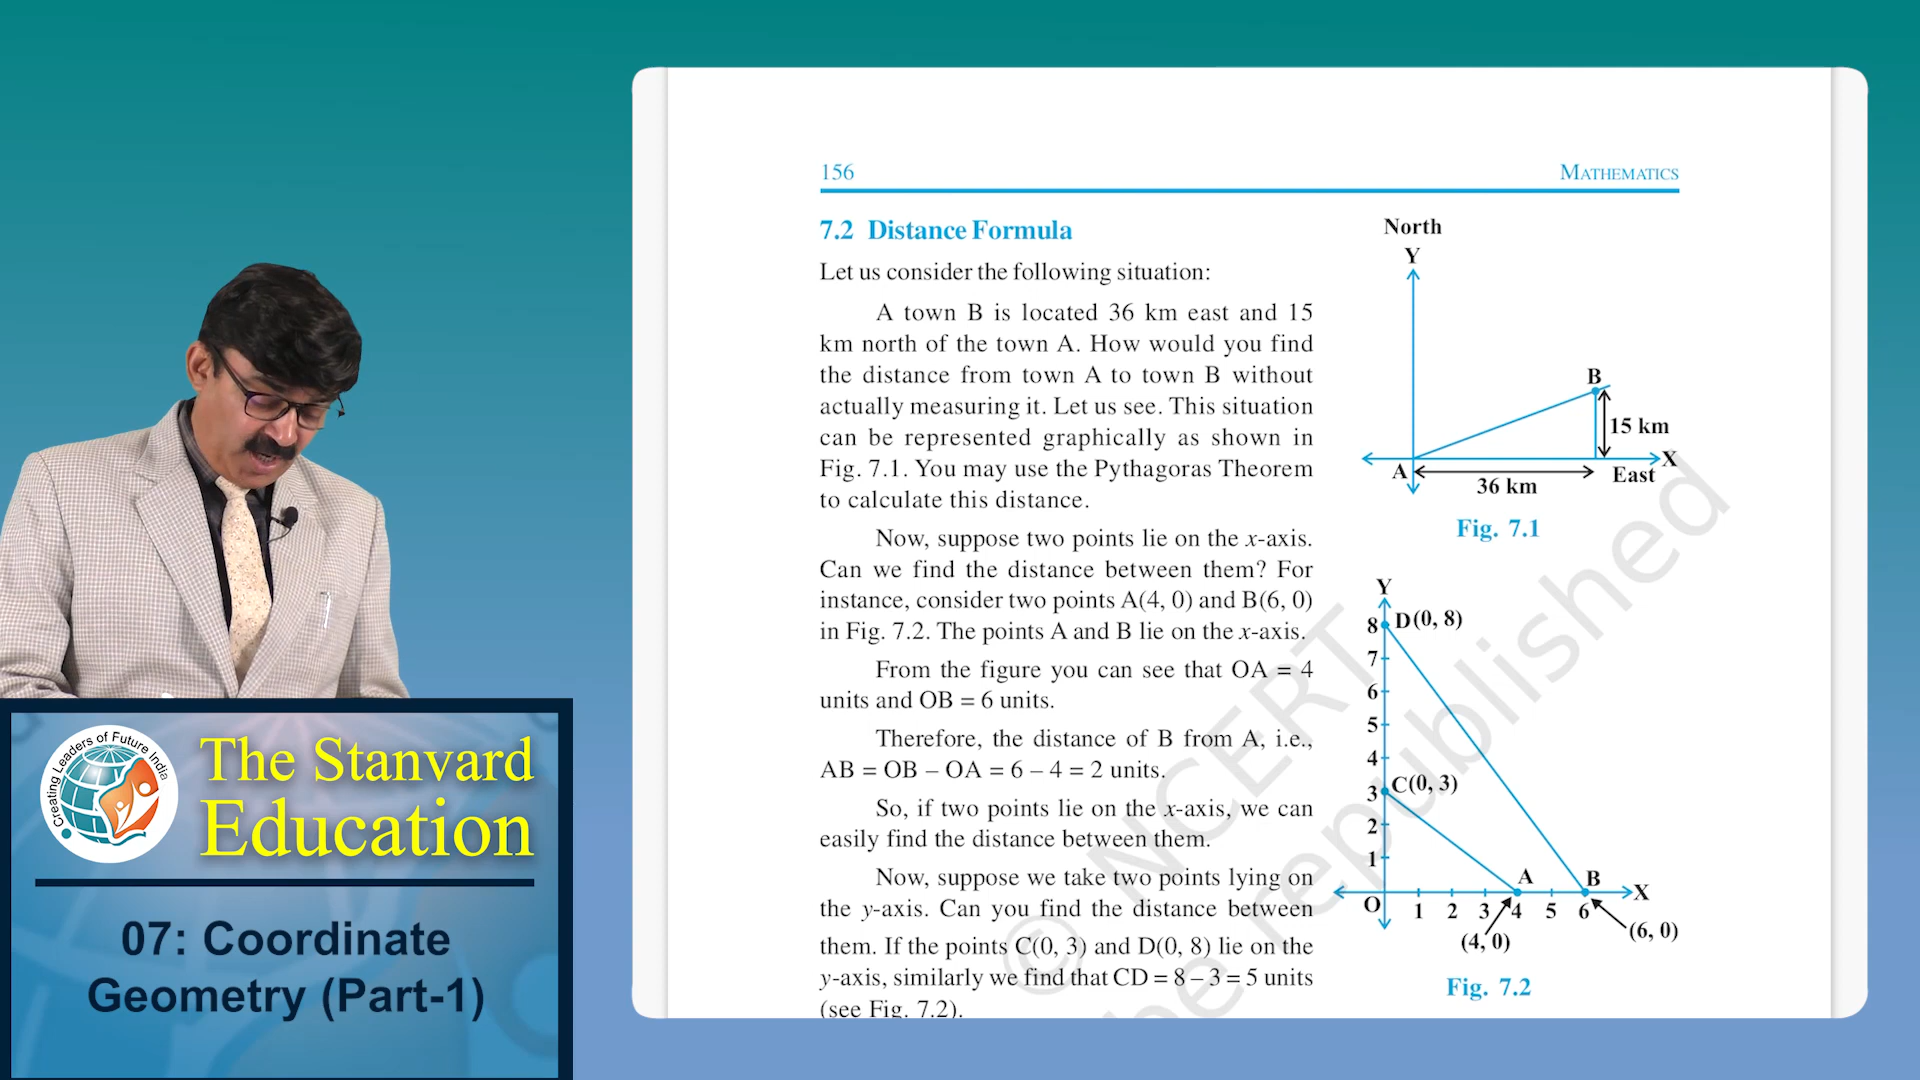 156
MATHEMATICS
7.2 Distance Formula
Let us consider the following situation:
A town B is located 36 km east and 15
km north of the town A. How would you find
the distance from town A to town B without
actually measuring it. Let us see. This situation
can be represented graphically as shown in
Fig. 7.1. You may use the Pythagoras Theorem
to calculate this distance.
Now, suppose two points lie on the x-axis.
Can we find the distance between them? For
instance, consider two points A(4, 0) and B(6, 0)
in Fig. 7.2. The points A and B lie on the x-axis.
From the figure you can see that OA = 4
units and OB = 6 units.
Therefore, the distance of B from A, i.e.,
AB = OB – OA = 6 – 4 = 2 units.
So, if two points lie on the x-axis, we can
easily find the distance between them.
Now, suppose we take two points lying on
the y-axis. Can you find the distance between
them. If the points C(0, 3) and D(0, 8) lie on the
y-axis, similarly we find that CD = 8 – 3 = 5 units
(see Fig. 7.2).
North
Y
B
15 km
X
A
East
36 km
Fig. 7.1
Y
8 D(0, 8)
7
6
5
4
3 C(0, 3)
2
1
A B X
O 1 2 3 4 5 6
(4, 0) (6, 0)
Fig. 7.2
© NCERT
be republished
Creating Leaders of Future India
The Stanvard
Education
07: Coordinate
Geometry (Part-1)